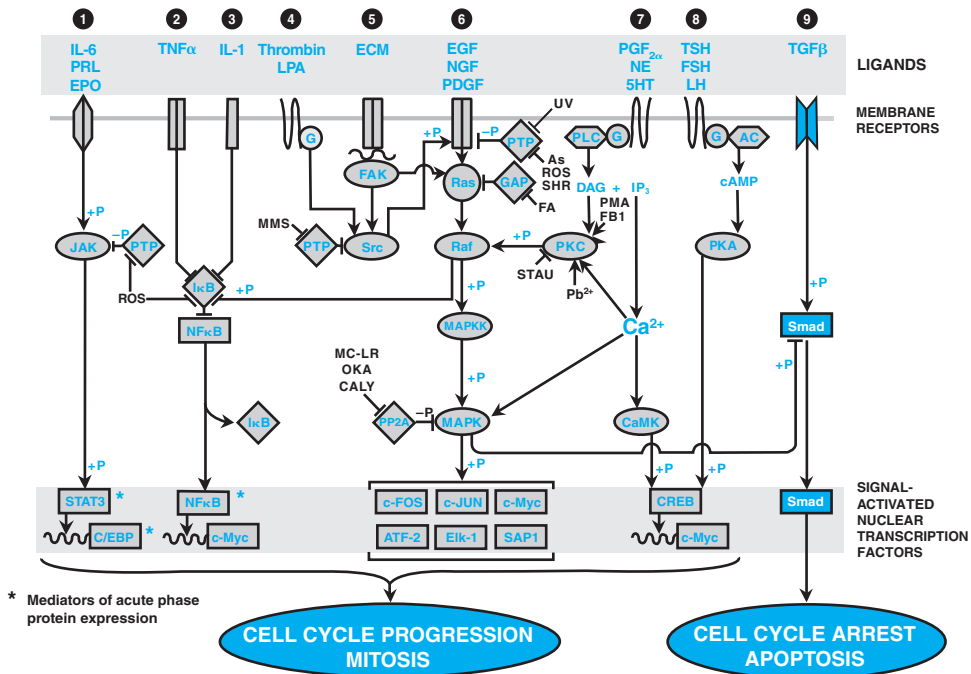 1 2 3 4 5 6 7 8 9
IL-6 TNFα IL-1 Thrombin ECM EGF PGF2α TSH TGFβ
PRL LPA NGF NE FSH
EPO PDGF 5HT LH
LIGANDS
MEMBRANE
RECEPTORS
UV
G +P –P PTP PLC G G AC
As
ROS
SHR
FAK Ras GAP DAG + IP3 cAMP
FA
PMA
FB1
MMS
+P –P +P
JAK PTP PTP Src Raf PKC PKA
STAU
ROS IκB +P +P Pb2+ +P
NFκB MAPKK Ca2+ Smad
MC-LR
OKA
CALY
+P +P
IκB PP2A –P MAPK CaMK
+P +P +P +P
STAT3 * NFκB * c-FOS c-JUN c-Myc CREB Smad
C/EBP * c-Myc ATF-2 Elk-1 SAP1 c-Myc
SIGNAL-
ACTIVATED
NUCLEAR
TRANSCRIPTION
FACTORS
* Mediators of acute phase
protein expression
CELL CYCLE PROGRESSION
MITOSIS
CELL CYCLE ARREST
APOPTOSIS